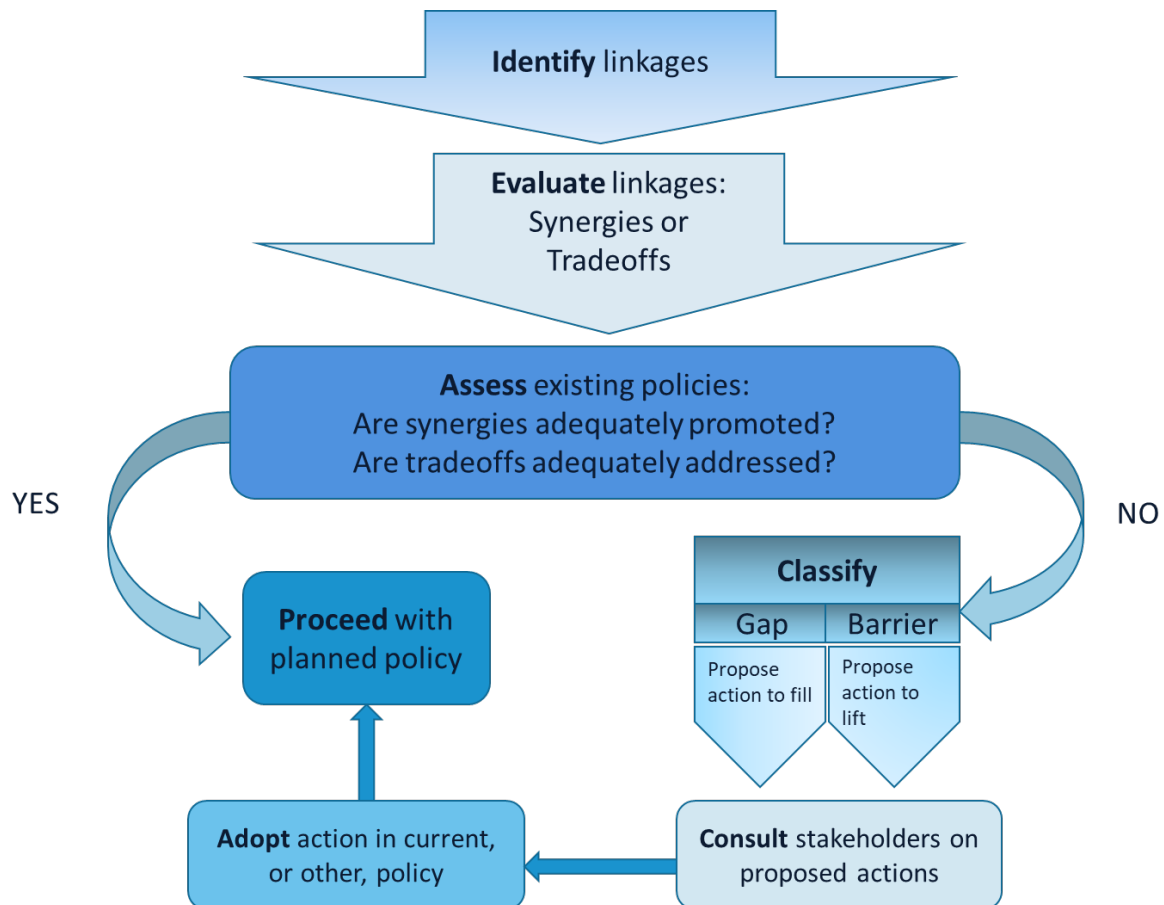 Identify linkages
Evaluate linkages:
Synergies or
Tradeoffs
Assess existing policies:
Are synergies adequately promoted?
Are tradeoffs adequately addressed?
YES
NO
Proceed with
planned policy
Classify
Gap
Barrier
Propose
action to fill
Propose
action to
lift
Adopt action in current,
or other, policy
Consult stakeholders on
proposed actions